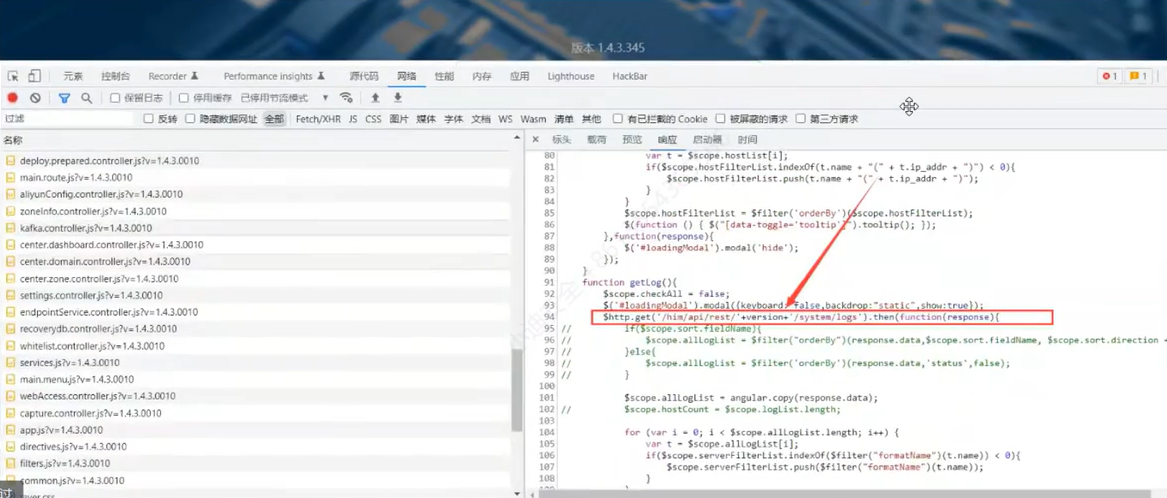 版本 1.4.3.345
元素 控制台 Recorder Performance insights 源代码 网络 性能 内存 应用 Lighthouse HackBar 1 1
保留日志 停用缓存 已停用节流模式
过滤 反转 隐藏数据网址 全部 Fetch/XHR JS CSS 图片 媒体 字体 文档 WS Wasm 清单 其他 有已拦截的 Cookie 被屏蔽的请求 第三方请求
名称
deploy.prepared.controller.js?v=1.4.3.0010
main.route.js?v=1.4.3.0010
aliyunConfig.controller.js?v=1.4.3.0010
zoneInfo.controller.js?v=1.4.3.0010
kafka.controller.js?v=1.4.3.0010
center.dashboard.controller.js?v=1.4.3.0010
center.domain.controller.js?v=1.4.3.0010
center.zone.controller.js?v=1.4.3.0010
settings.controller.js?v=1.4.3.0010
endpointService.controller.js?v=1.4.3.0010
recoverydb.controller.js?v=1.4.3.0010
whitelist.controller.js?v=1.4.3.0010
services.js?v=1.4.3.0010
main.menu.js?v=1.4.3.0010
webAccess.controller.js?v=1.4.3.0010
capture.controller.js?v=1.4.3.0010
app.js?v=1.4.3.0010
directives.js?v=1.4.3.0010
filters.js?v=1.4.3.0010
common.js?v=1.4.3.0010
标头 载荷 预览 响应 启动器 时间
80 var t = $scope.hostList[i];
81 if($scope.hostFilterList.indexOf(t.name + "(" + t.ip_addr + ")") < 0){
82 $scope.hostFilterList.push(t.name + "(" + t.ip_addr + ")");
83 }
84 }
85 $scope.hostFilterList = $filter('orderBy')($scope.hostFilterList);
86 $(function () { $("[data-toggle='tooltip']").tooltip(); });
87 },function(response){
88 $('#loadingModal').modal('hide');
89 });
90 }
91 function getLog(){
92 $scope.checkAll = false;
93 $('#loadingModal').modal({keyboard: false,backdrop:"static",show:true});
94 $http.get('/him/api/rest/'+version+'/system/logs').then(function(response){
95 // if($scope.sort.fieldName){
96 // $scope.allLogList = $filter("orderBy")(response.data,$scope.sort.fieldName, $scope.sort.direction =
97 // }else{
98 // $scope.allLogList = $filter('orderBy')(response.data,'status',false);
99 // }
100
101 $scope.allLogList = angular.copy(response.data);
102 // $scope.hostCount = $scope.logList.length;
103
104 for (var i = 0; i < $scope.allLogList.length; i++) {
105 var t = $scope.allLogList[i];
106 if($scope.serverFilterList.indexOf($filter("formatName")(t.name)) < 0){
107 $scope.serverFilterList.push($filter("formatName")(t.name));
108 }